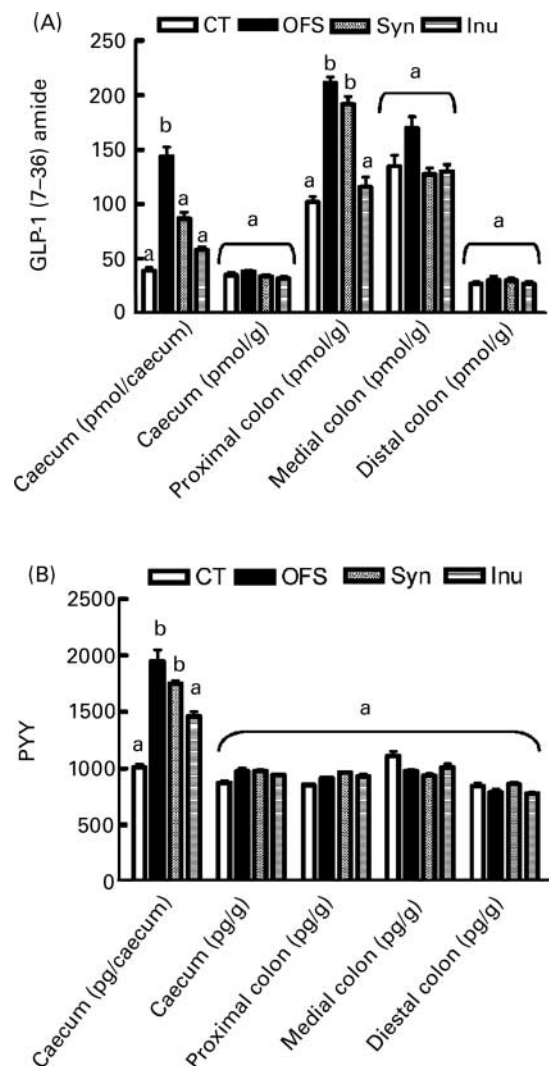 (A)
CT OFS Syn Inu
GLP-1 (7–36) amide
250
200
150
100
50
0
a b a a
a
a b b a
a
a
Caecum (pmol/caecum)
Caecum (pmol/g)
Proximal colon (pmol/g)
Medial colon (pmol/g)
Distal colon (pmol/g)
(B)
CT OFS Syn Inu
PYY
2500
2000
1500
1000
500
0
a b b a
a
Caecum (pg/caecum)
Caecum (pg/g)
Proximal colon (pg/g)
Medial colon (pg/g)
Diestal colon (pg/g)